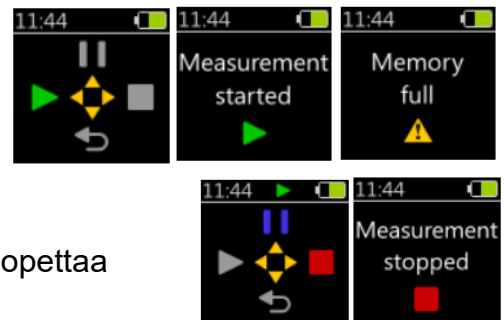 11:44
11:44
11:44
Measurement
started
Memory
full
opettaa
11:44
11:44
Measurement
stopped